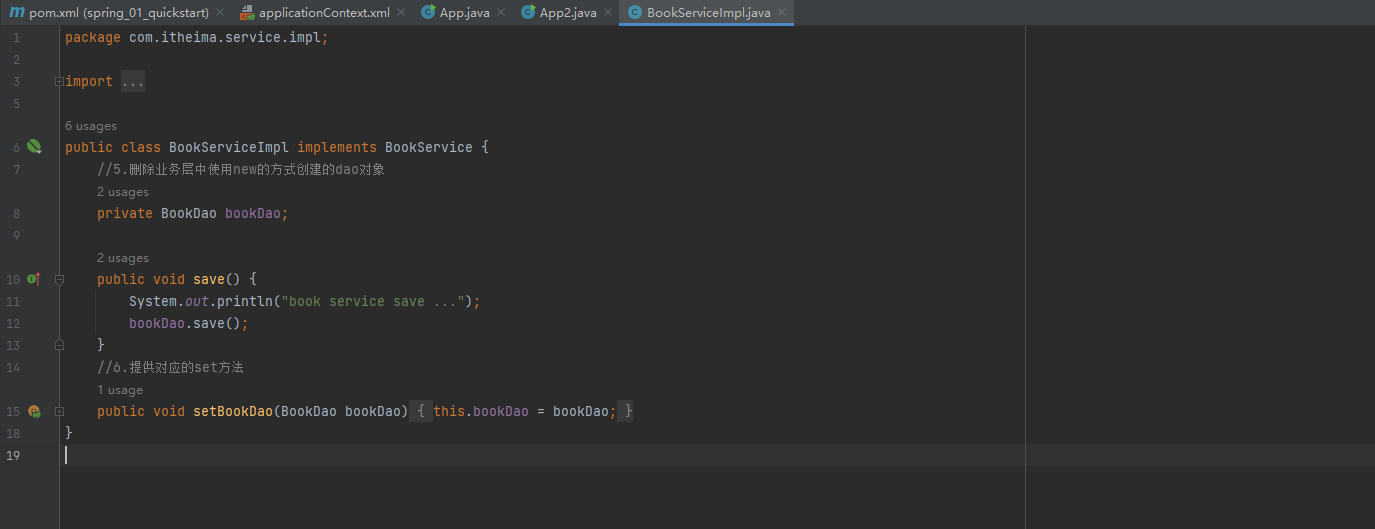 pom.xml (spring_01_quickstart) applicationContext.xml App.java App2.java BookServiceImpl.java
1 package com.itheima.service.impl;
2
3 import ...
5
6 usages
6 public class BookServiceImpl implements BookService {
7 //5.删除业务层中使用new的方式创建的dao对象
2 usages
8 private BookDao bookDao;
9
2 usages
10 public void save() {
11 System.out.println("book service save ...");
12 bookDao.save();
13 }
14 //6.提供对应的set方法
1 usage
15 public void setBookDao(BookDao bookDao) { this.bookDao = bookDao; }
18 }
19